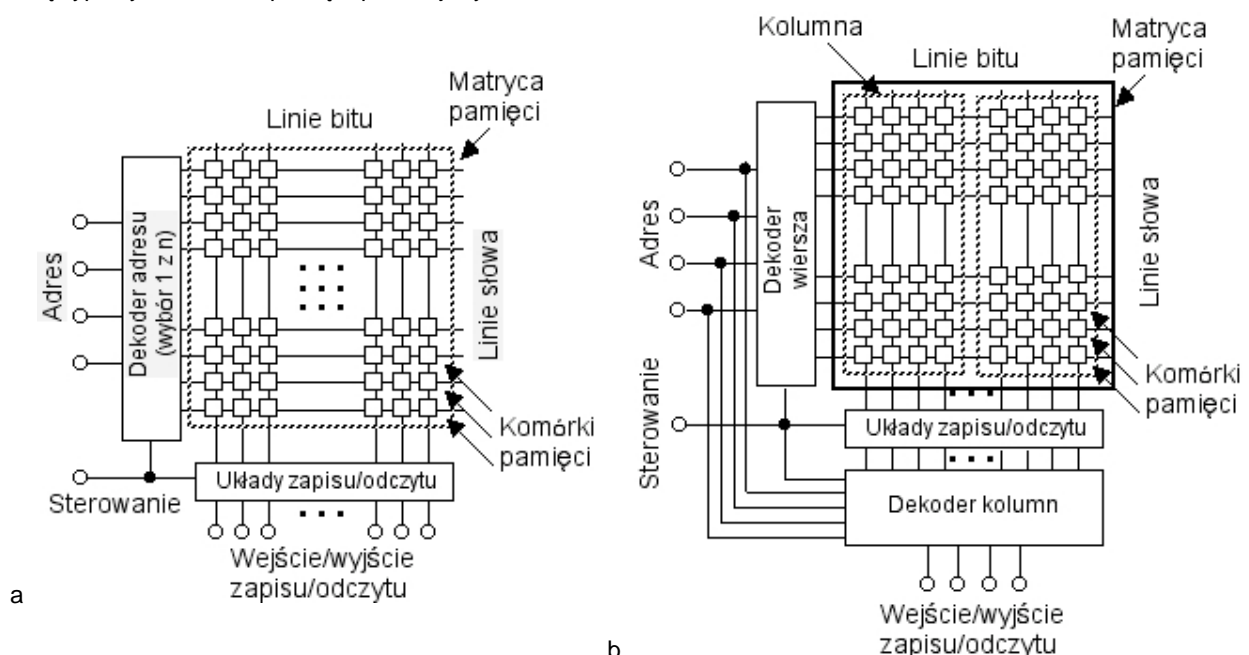 Linie bitu
Matryca
pamięci
Adres
Dekoder adresu
(wybór 1 z n)
Linie słowa
Komórki
pamięci
Sterowanie
Układy zapisu/odczytu
Wejście/wyjście
zapisu/odczytu
a
Kolumna
Linie bitu
Matryca
pamięci
Adres
Dekoder
wiersza
Linie słowa
Komórki
pamięci
Sterowanie
Układy zapisu/odczytu
Dekoder kolumn
Wejście/wyjście
zapisu/odczytu
b